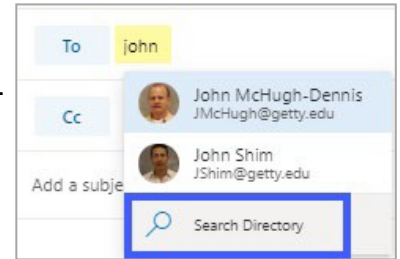 To john
John McHugh-Dennis
JMcHugh@getty.edu
Cc
John Shim
JShim@getty.edu
Add a subje
Search Directory